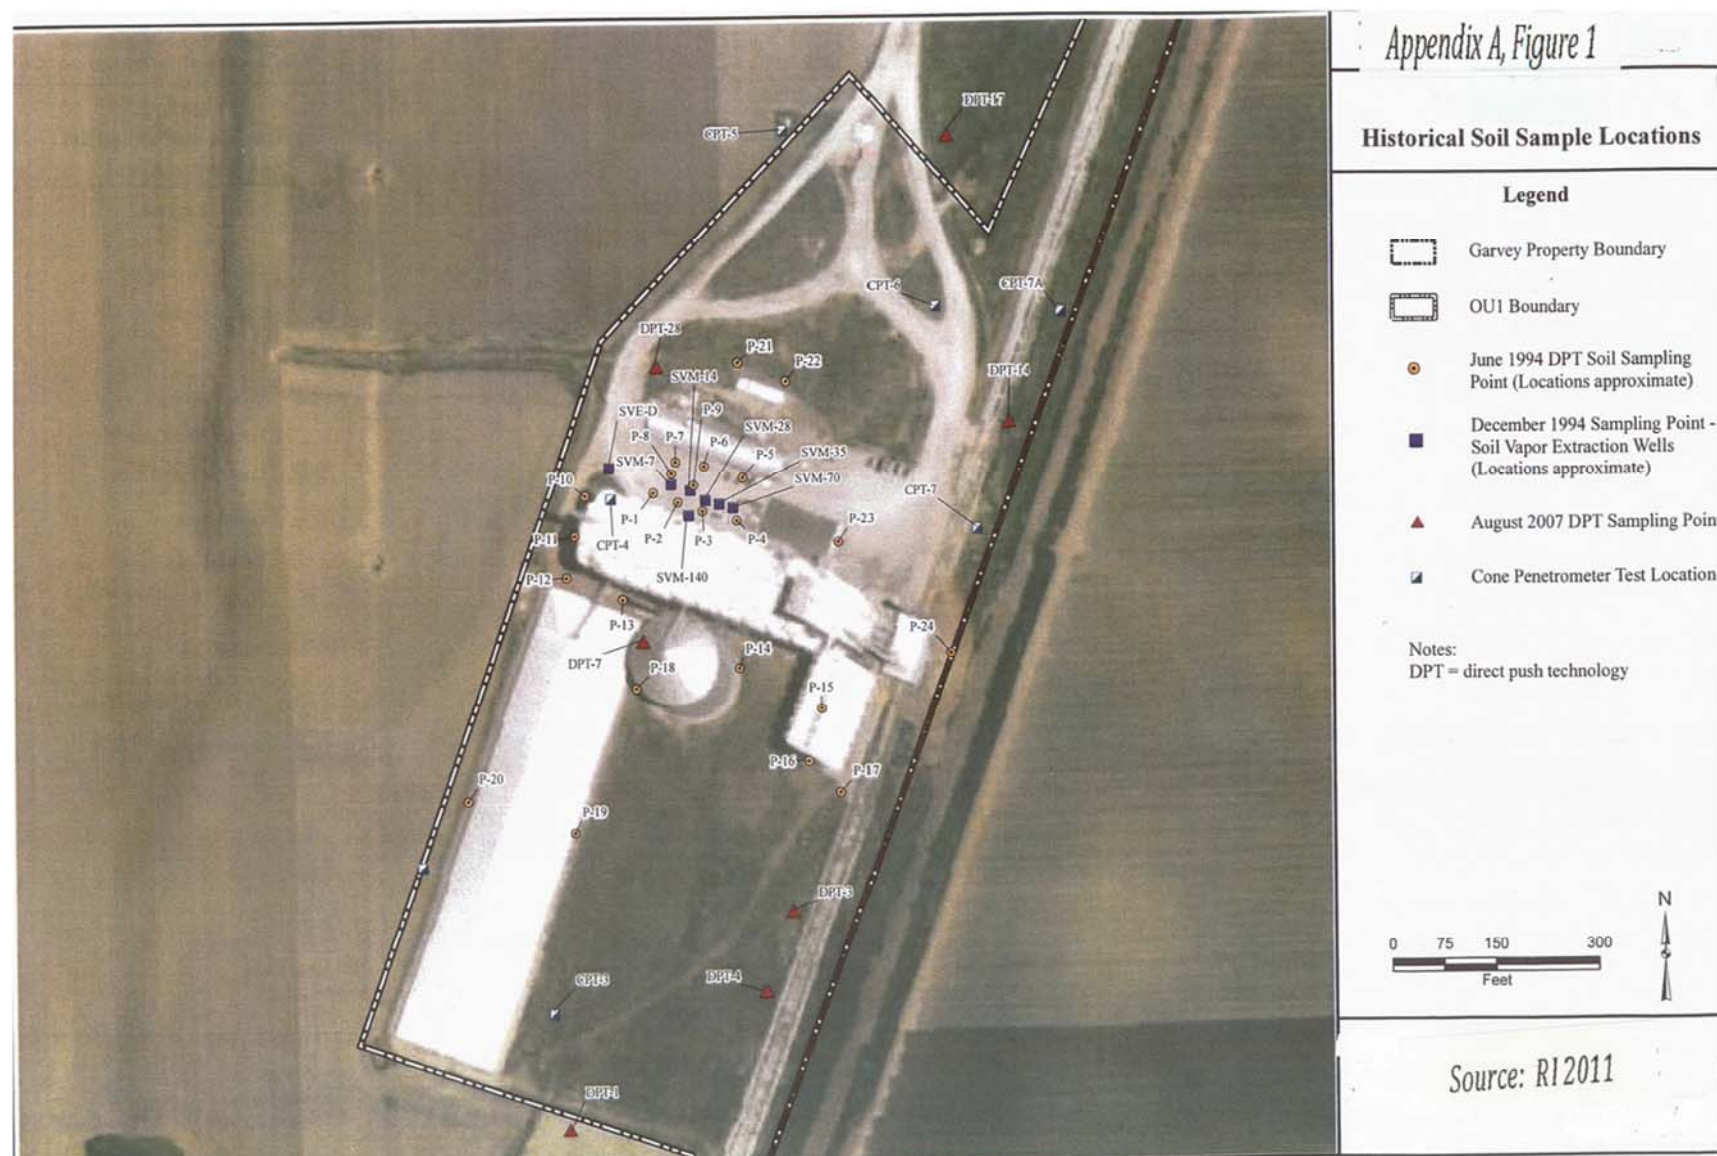 Appendix A, Figure 1
Historical Soil Sample Locations
Legend
Garvey Property Boundary
OU1 Boundary
June 1994 DPT Soil Sampling
Point (Locations approximate)
December 1994 Sampling Point -
Soil Vapor Extraction Wells
(Locations approximate)
August 2007 DPT Sampling Point
Cone Penetrometer Test Location
Notes:
DPT = direct push technology
N
0 75 150 300
Feet
Source: RI 2011
DPT-17
CPT-5
CPT-6
CPT-7A
DPT-28
P-21
P-22
SVM-14
DPT-14
SVE-D
P-9
P-8
P-7
SVM-28
P-6
SVM-35
P-5
SVM-7
SVM-70
P-10
CPT-7
P-1
P-23
P-2
P-3
P-4
P-11
CPT-4
SVM-140
P-12
P-13
P-24
DPT-7
P-14
P-18
P-15
P-16
P-17
P-20
P-19
DPT-3
DPT-4
CPT-3
DPT-1